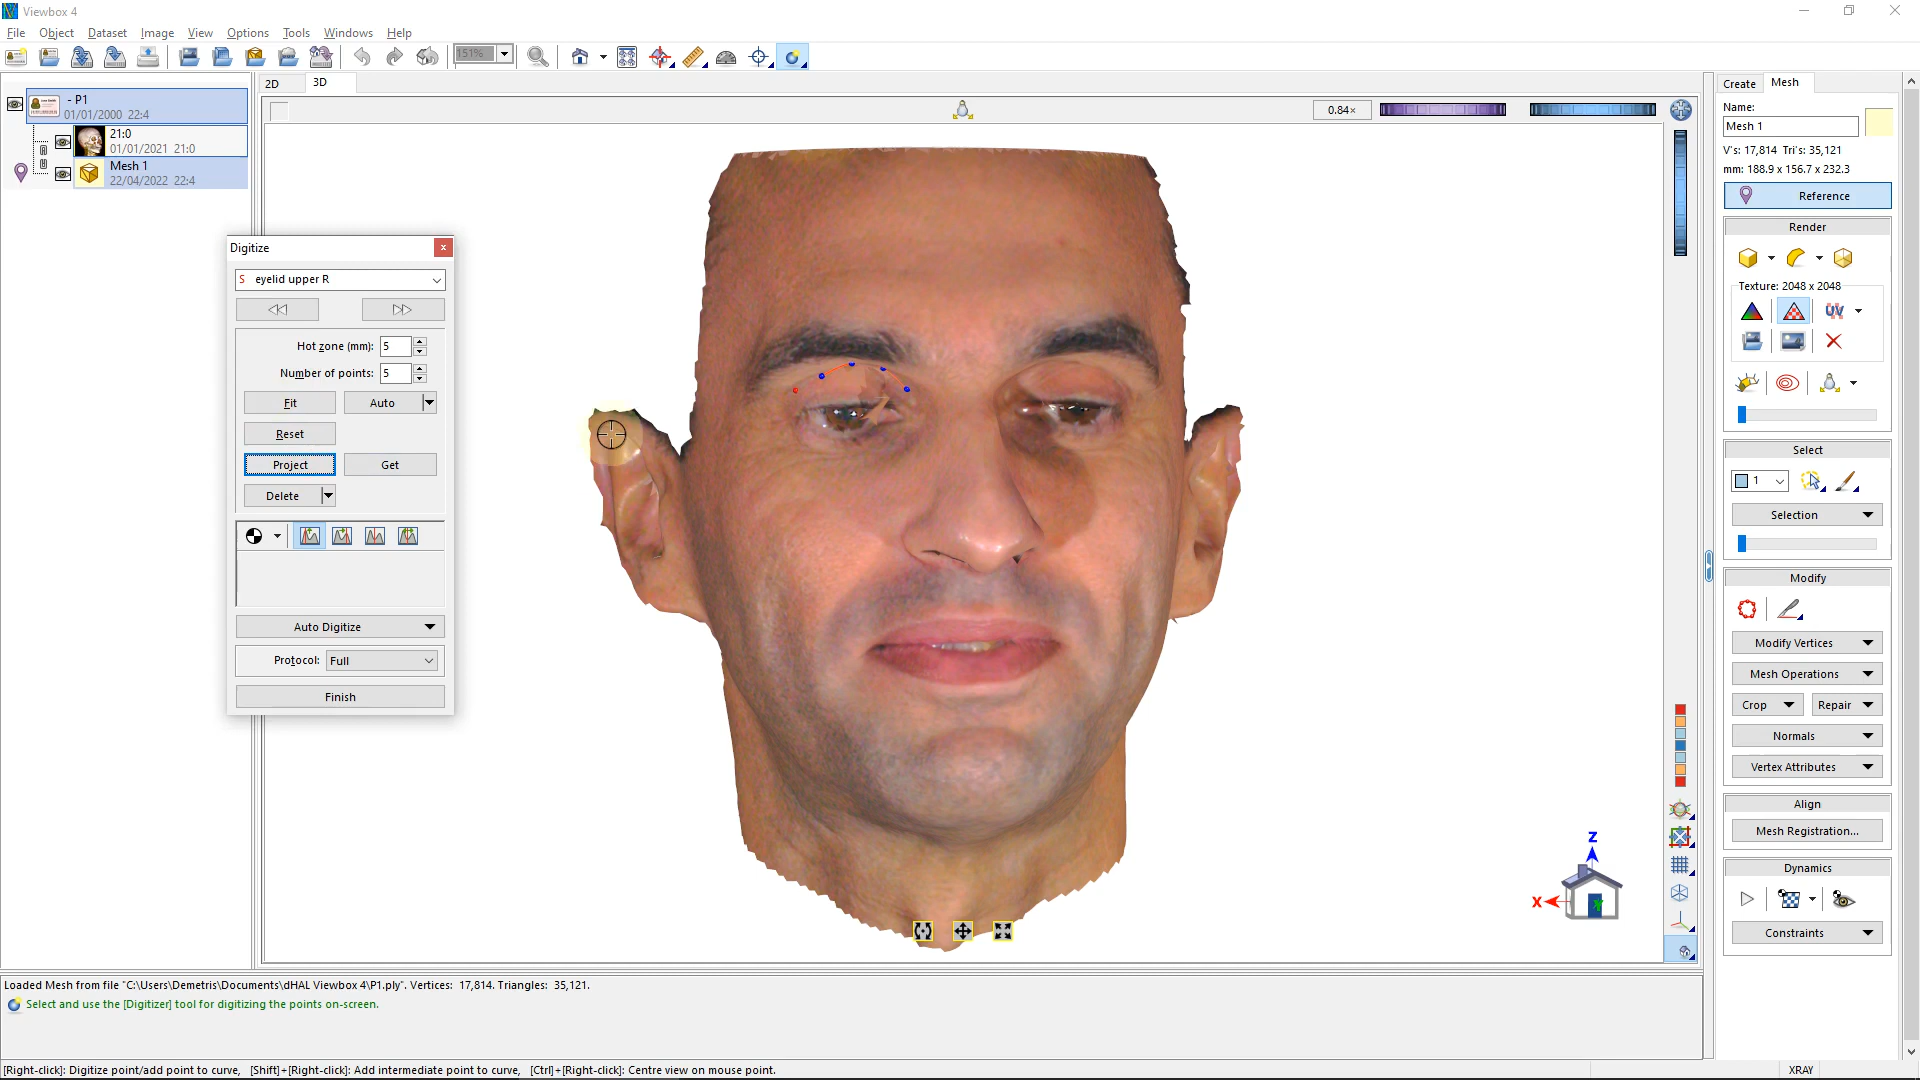 Viewbox 4
File Object Dataset Image View Options Tools Windows Help
151%
2D 3D
- P1
01/01/2000 22:4
21:0
01/01/2021 21:0
Mesh 1
22/04/2022 22:4
0.84×
Digitize
S eyelid upper R
Hot zone (mm): 5
Number of points: 5
Fit Auto
Reset
Project Get
Delete
Auto Digitize
Protocol: Full
Finish
Z
X
Create Mesh
Name:
Mesh 1
V's: 17,814 Tri's: 35,121
mm: 188.9 x 156.7 x 232.3
Reference
Render
Texture: 2048 x 2048
UV
Select
1
Selection
Modify
Modify Vertices
Mesh Operations
Crop Repair
Normals
Vertex Attributes
Align
Mesh Registration...
Dynamics
Constraints
Loaded Mesh from file "C:\Users\Demetris\Documents\dHAL Viewbox 4\P1.ply". Vertices: 17,814. Triangles: 35,121.
Select and use the [Digitizer] tool for digitizing the points on-screen.
[Right-click]: Digitize point/add point to curve, [Shift]+[Right-click]: Add intermediate point to curve, [Ctrl]+[Right-click]: Centre view on mouse point.
XRAY